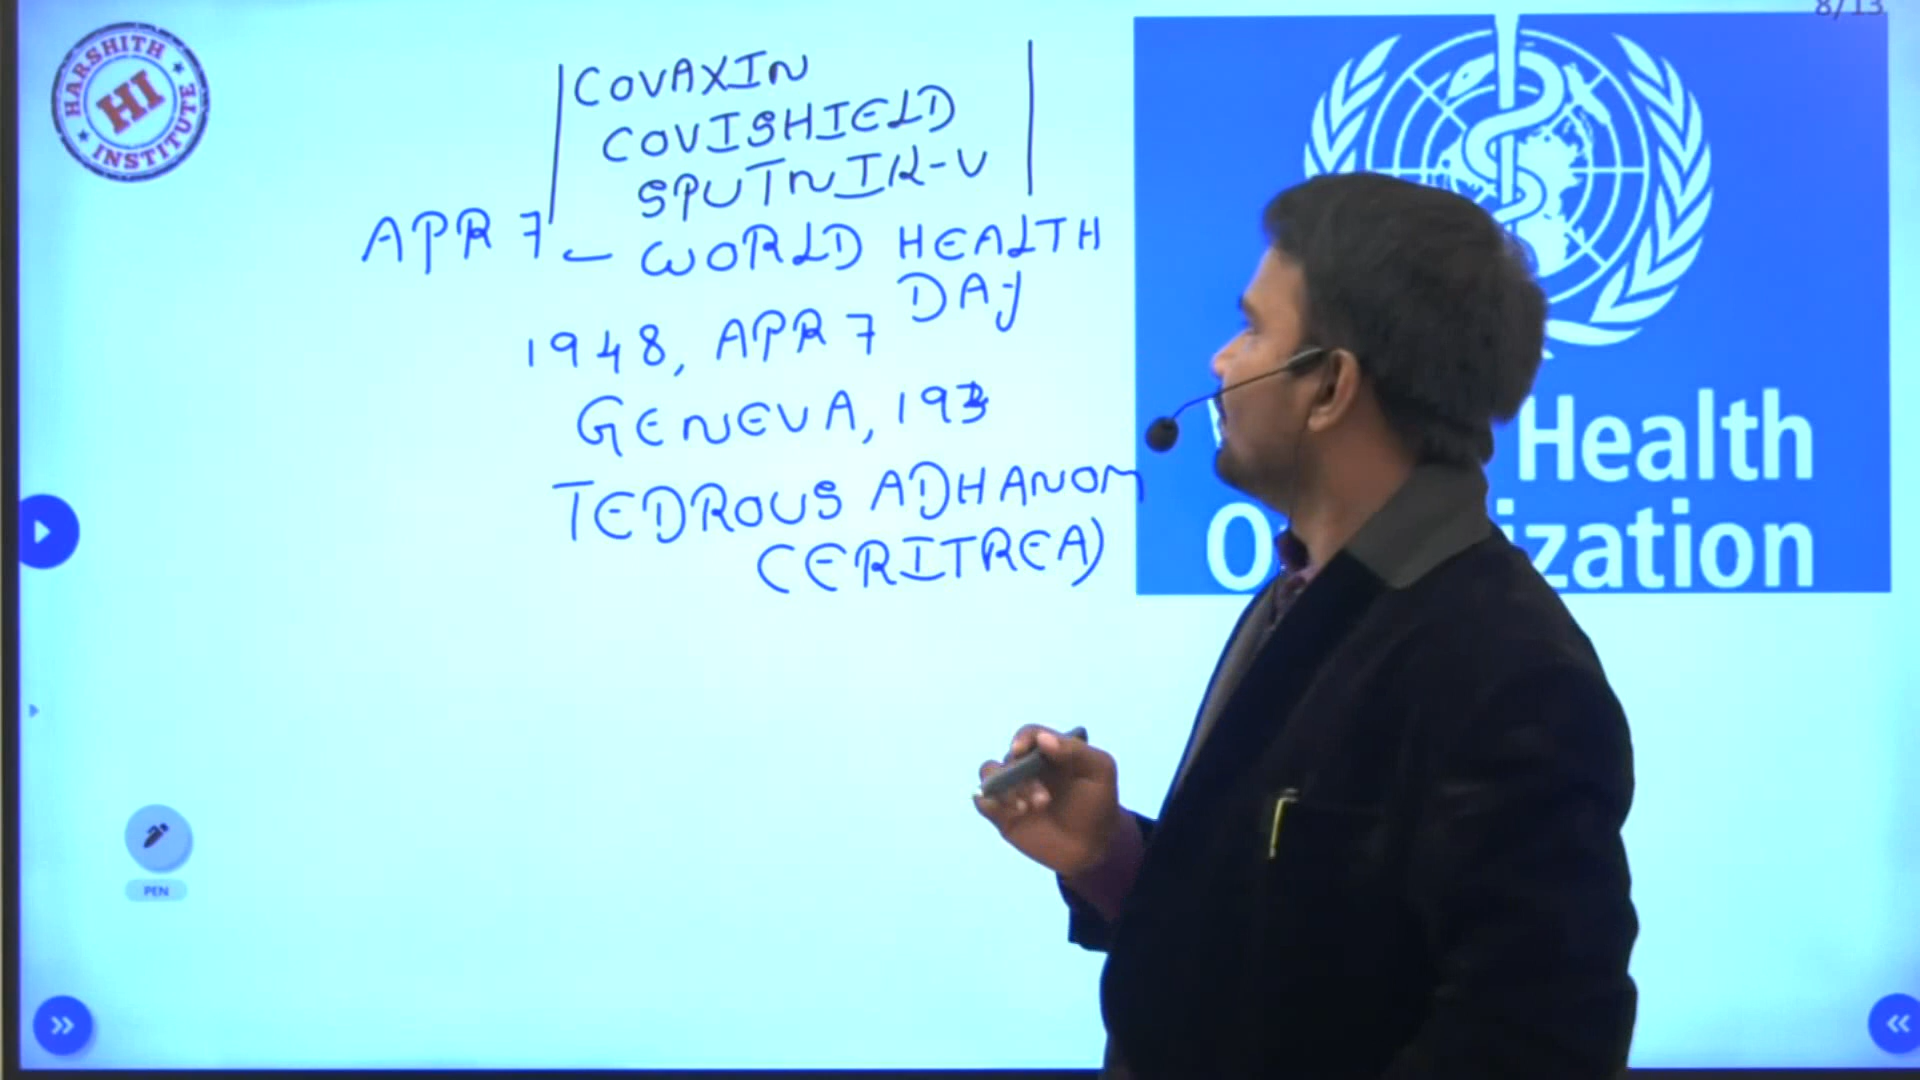 8/13
HARSHITH
HI
INSTITUTE
COVAXIN
COVISHIELD
SPUTNIK-V
APR 7 - WORLD HEALTH
DAY
1948, APR 7
GENEVA, 193
TEDROUS ADHANOM
(ERITREA)
Health
Organization
PEN